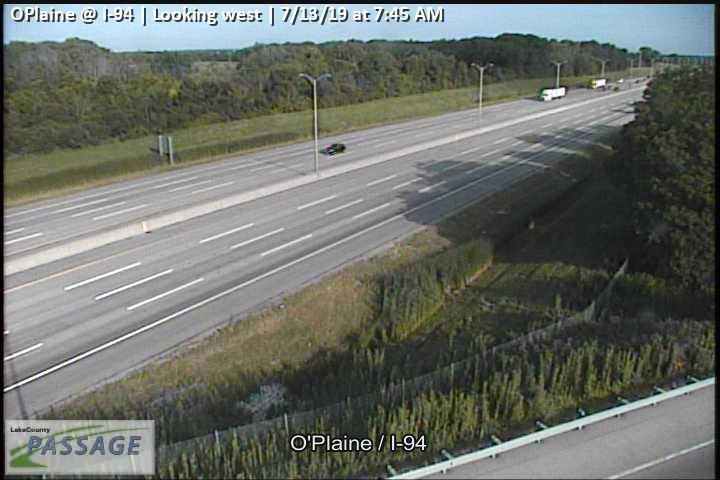 OPlaine @ I-94 | Looking west | 7/13/19 at 7:45 AM
O'Plaine / I-94
LakeCounty
PASSAGE